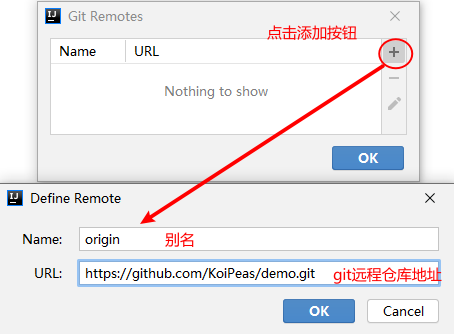 Git Remotes
点击添加按钮
Name URL
Nothing to show
OK
Define Remote
Name: origin 别名
URL: https://github.com/KoiPeas/demo.git git远程仓库地址
OK Cancel